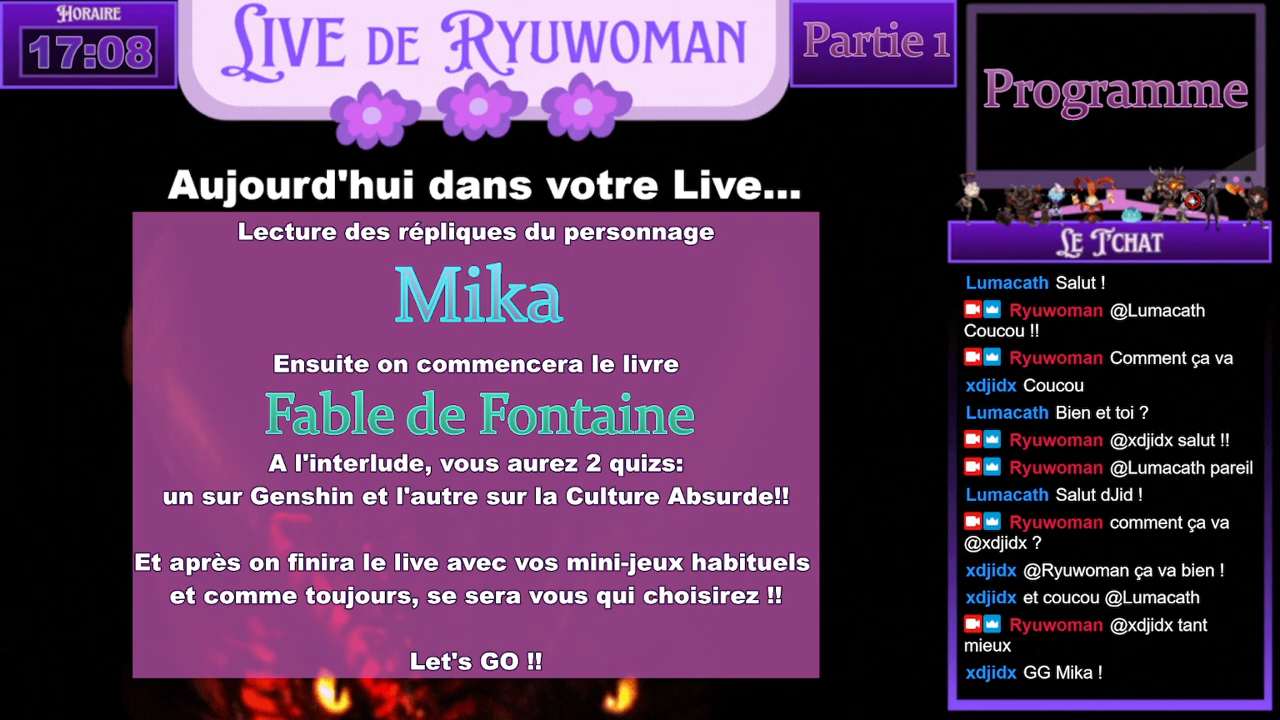 Horaire
17:08
Live de Ryuwoman
Partie 1
Programme
Aujourd'hui dans votre Live...
Lecture des répliques du personnage
Mika
Ensuite on commencera le livre
Fable de Fontaine
A l'interlude, vous aurez 2 quizs:
un sur Genshin et l'autre sur la Culture Absurde!!
Et après on finira le live avec vos mini-jeux habituels
et comme toujours, se sera vous qui choisirez !!
Let's GO !!
Le T'chat
Lumacath Salut !
Ryuwoman @Lumacath
Coucou !!
Ryuwoman Comment ça va
xdjidx Coucou
Lumacath Bien et toi ?
Ryuwoman @xdjidx salut !!
Ryuwoman @Lumacath pareil
Lumacath Salut dJid !
Ryuwoman comment ça va
@xdjidx ?
xdjidx @Ryuwoman ça va bien !
xdjidx et coucou @Lumacath
Ryuwoman @xdjidx tant
mieux
xdjidx GG Mika !